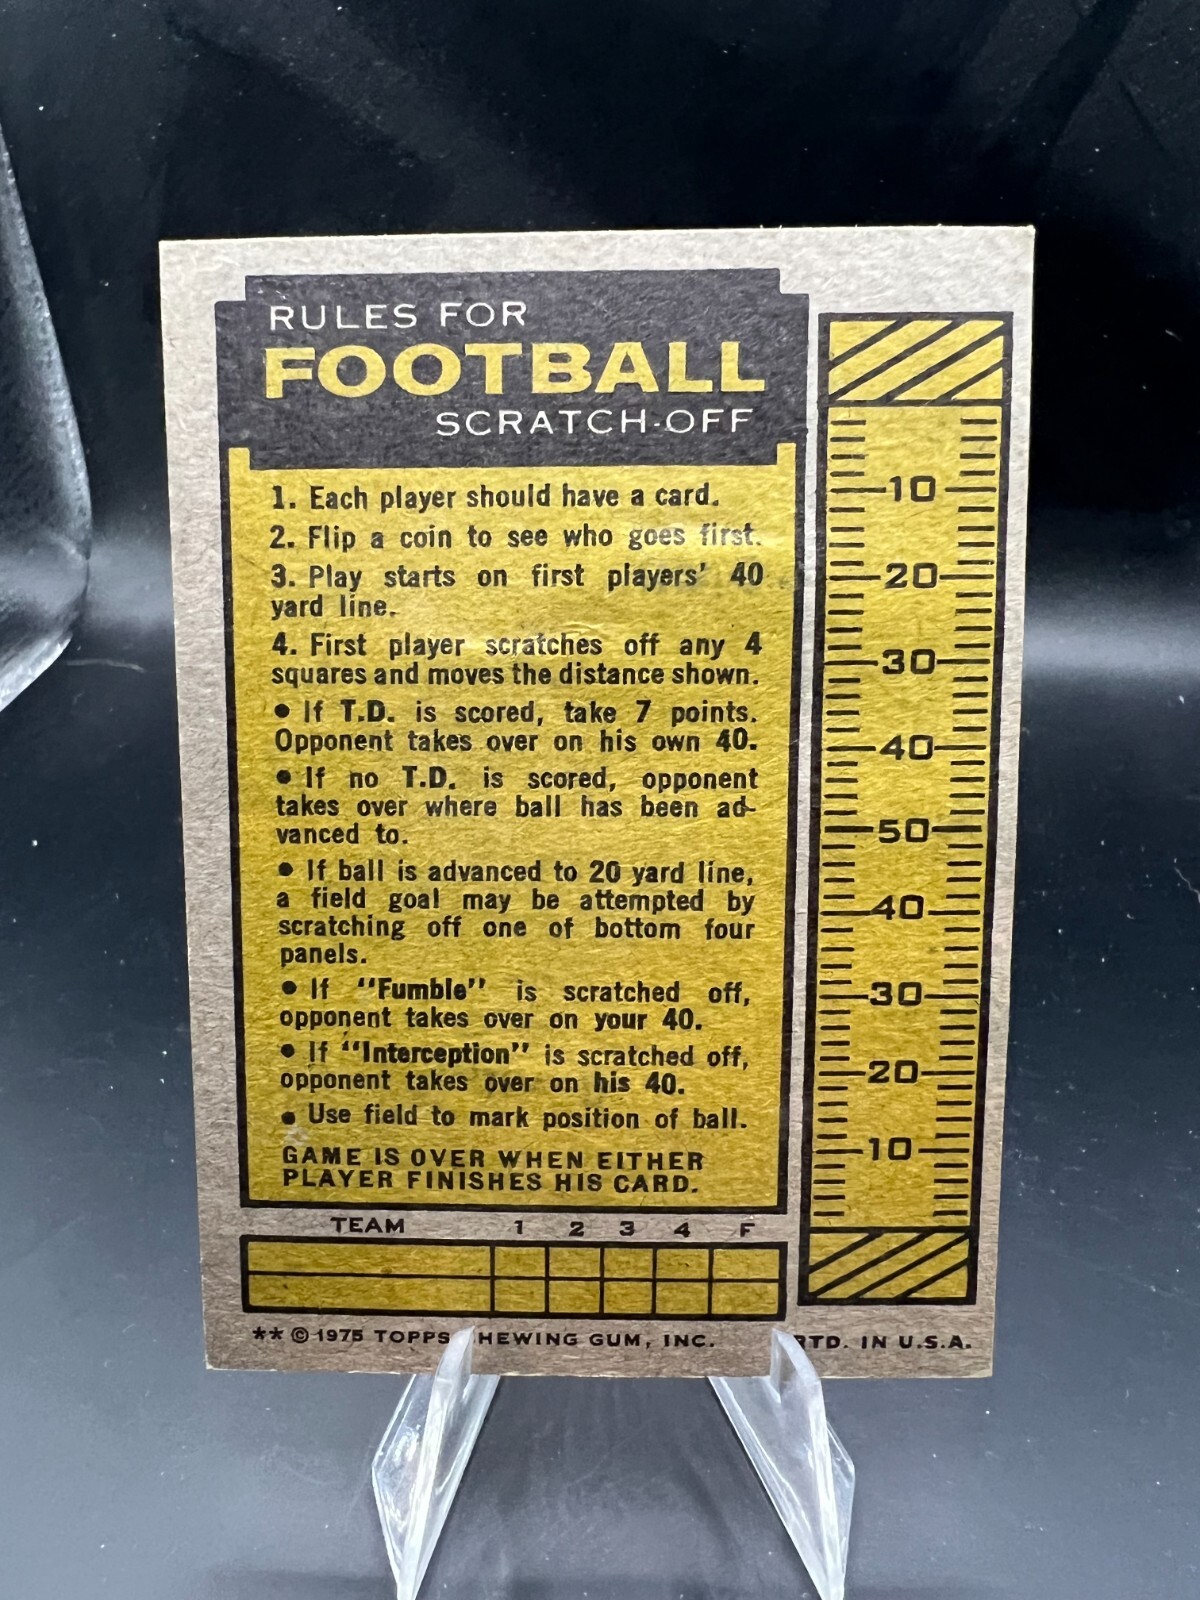 RULES FOR
FOOTBALL
SCRATCH-OFF
1. Each player should have a card.
2. Flip a coin to see who goes first.
3. Play starts on first players' 40
yard line.
4. First player scratches off any 4
squares and moves the distance shown.
• If T.D. is scored, take 7 points.
Opponent takes over on his own 40.
• If no T.D. is scored, opponent
takes over where ball has been ad-
vanced to.
• If ball is advanced to 20 yard line,
a field goal may be attempted by
scratching off one of bottom four
panels.
• If "Fumble" is scratched off,
opponent takes over on your 40.
• If "Interception" is scratched off,
opponent takes over on his 40.
• Use field to mark position of ball.
GAME IS OVER WHEN EITHER
PLAYER FINISHES HIS CARD.
TEAM 1 2 3 4 F
10
20
30
40
50
40
30
20
10
** © 1975 TOPPS HEWING GUM, INC. RTD. IN U.S.A.